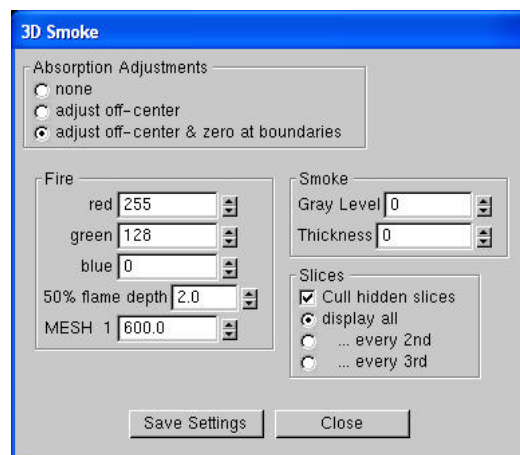 3D Smoke
Absorption Adjustments
none
adjust off-center
adjust off-center & zero at boundaries
Fire
red 255
green 128
blue 0
50% flame depth 2.0
MESH 1 600.0
Smoke
Gray Level 0
Thickness 0
Slices
Cull hidden slices
display all
... every 2nd
... every 3rd
Save Settings
Close